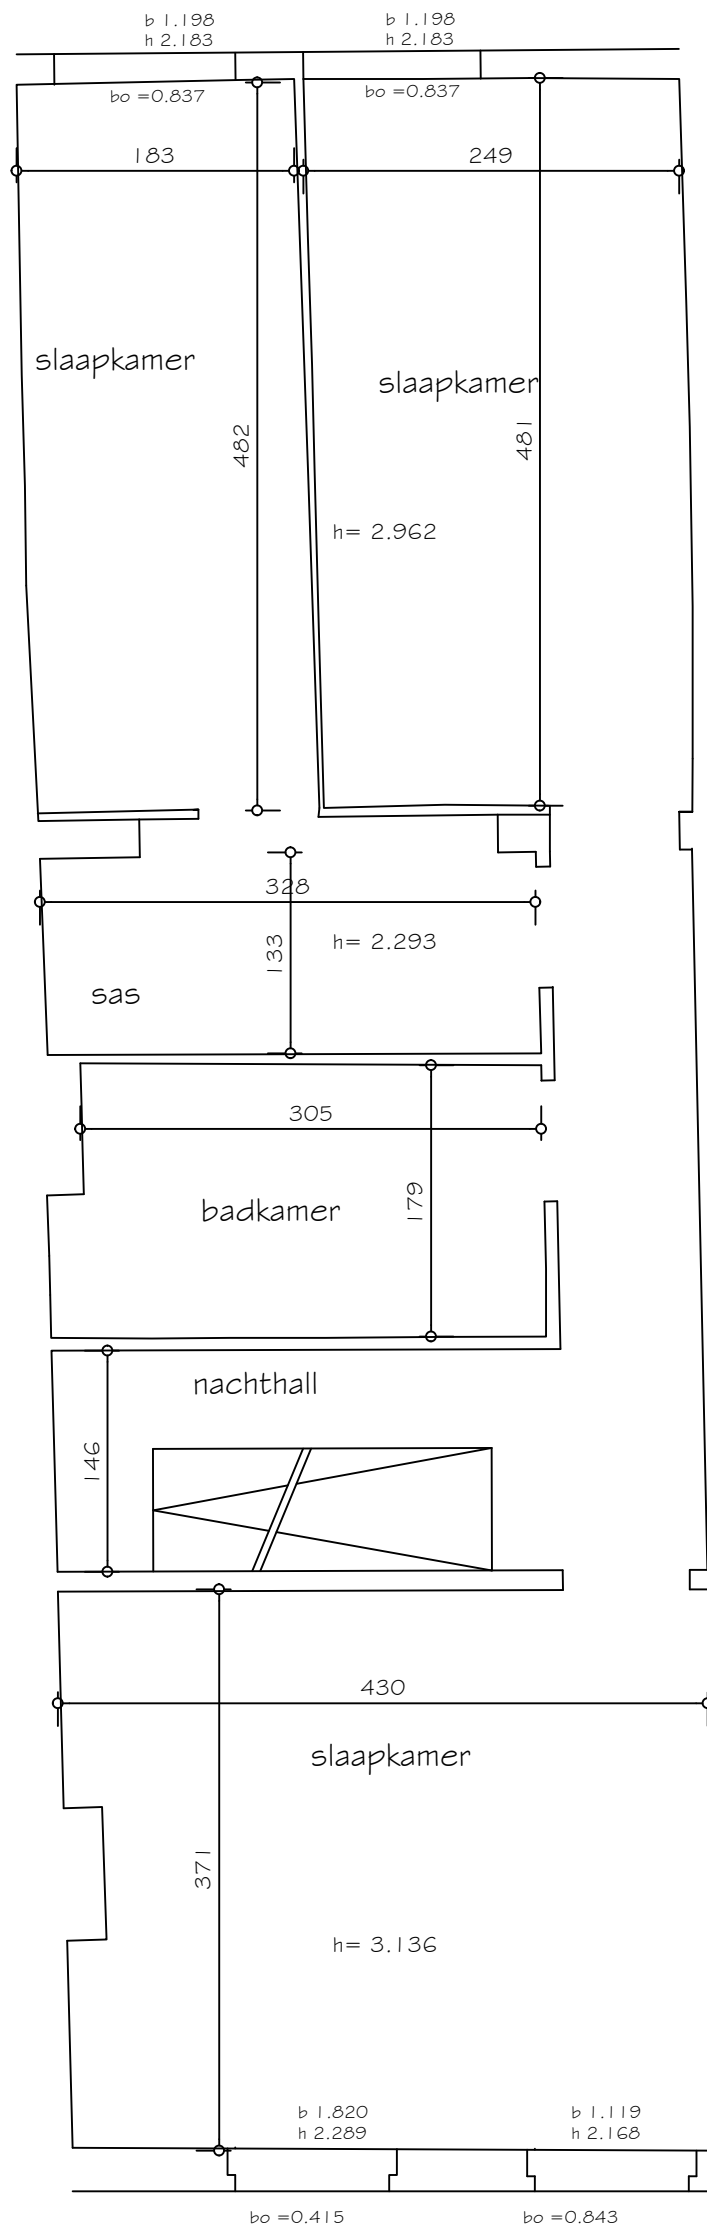 b 1.198
h 2.183
b 1.198
h 2.183
bo =0.837
bo =0.837
183
249
slaapkamer
slaapkamer
482
481
h= 2.962
328
133
h= 2.293
sas
305
179
badkamer
nachthall
146
430
slaapkamer
371
h= 3.136
b 1.820
h 2.289
b 1.119
h 2.168
bo =0.415
bo =0.843